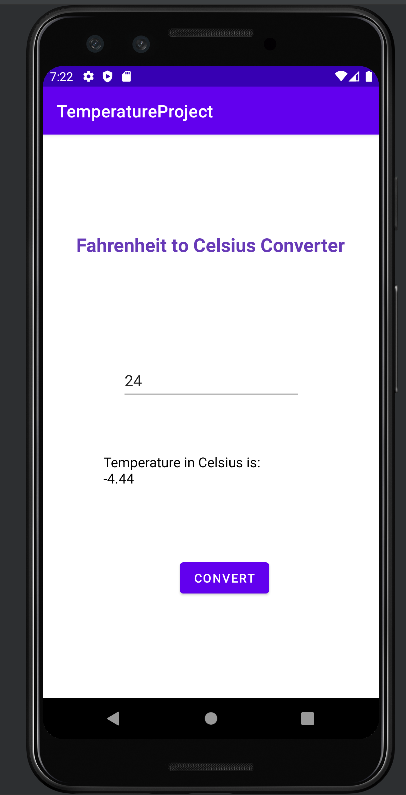 7:22
TemperatureProject
Fahrenheit to Celsius Converter
24
Temperature in Celsius is:
-4.44
CONVERT